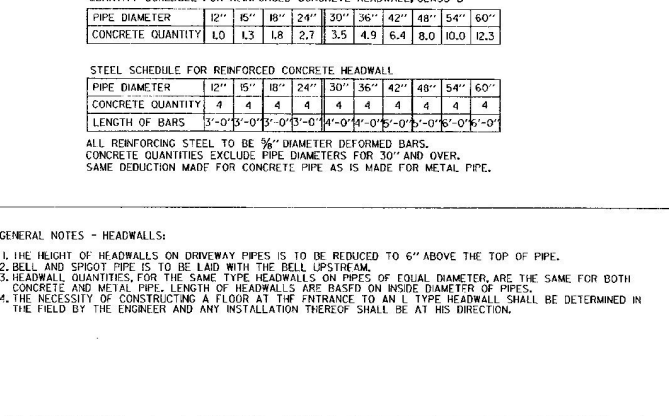 PIPE DIAMETER 12" 15" 18" 24" 30" 36" 42" 48" 54" 60"
CONCRETE QUANTITY 1.0 1.3 1.8 2.7 3.5 4.9 6.4 8.0 10.0 12.3
STEEL SCHEDULE FOR REINFORCED CONCRETE HEADWALL
PIPE DIAMETER 12" 15" 18" 24" 30" 36" 42" 48" 54" 60"
CONCRETE QUANTITY 4 4 4 4 4 4 4 4 4 4
LENGTH OF BARS 3'-0" 3'-0" 3'-0" 3'-0" 4'-0" 4'-0" 5'-0" 5'-0" 6'-0" 6'-0"
ALL REINFORCING STEEL TO BE 5/8" DIAMETER DEFORMED BARS.
CONCRETE QUANTITIES EXCLUDE PIPE DIAMETERS FOR 30" AND OVER.
SAME DEDUCTION MADE FOR CONCRETE PIPE AS IS MADE FOR METAL PIPE.
GENERAL NOTES - HEADWALLS:
1. THE HEIGHT OF HEADWALLS ON DRIVEWAY PIPES IS TO BE REDUCED TO 6" ABOVE THE TOP OF PIPE.
2. BELL AND SPIGOT PIPE IS TO BE LAID WITH THE BELL UPSTREAM.
3. HEADWALL QUANTITIES, FOR THE SAME TYPE HEADWALLS ON PIPES OF EQUAL DIAMETER, ARE THE SAME FOR BOTH
CONCRETE AND METAL PIPE. LENGTH OF HEADWALLS ARE BASED ON INSIDE DIAMETER OF PIPES.
4. THE NECESSITY OF CONSTRUCTING A FLOOR AT THE ENTRANCE TO AN L TYPE HEADWALL SHALL BE DETERMINED IN
THE FIELD BY THE ENGINEER AND ANY INSTALLATION THEREOF SHALL BE AT HIS DIRECTION.